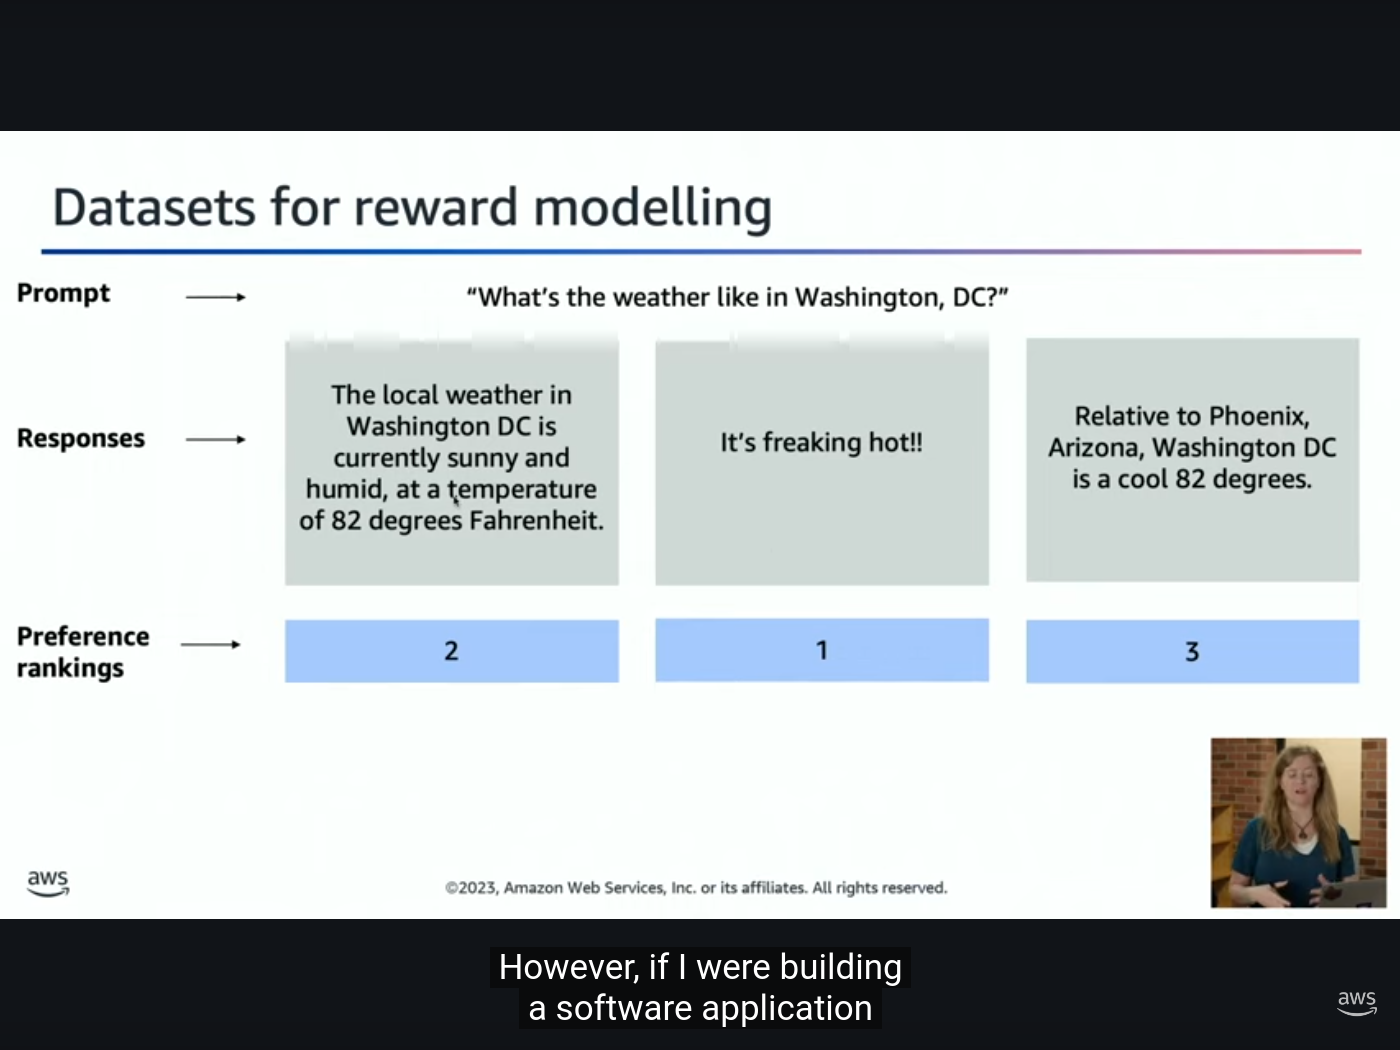 Datasets for reward modelling
Prompt
“What’s the weather like in Washington, DC?”
Responses
The local weather in
Washington DC is
currently sunny and
humid, at a temperature
of 82 degrees Fahrenheit.
It’s freaking hot!!
Relative to Phoenix,
Arizona, Washington DC
is a cool 82 degrees.
Preference
rankings
2
1
3
aws
©2023, Amazon Web Services, Inc. or its affiliates. All rights reserved.
However, if I were building
a software application
aws